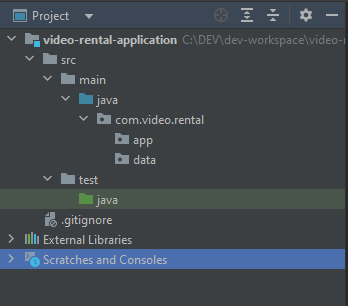 Project
video-rental-application C:\DEV\dev-workspace\video-r
src
main
java
com.video.rental
app
data
test
java
.gitignore
External Libraries
Scratches and Consoles